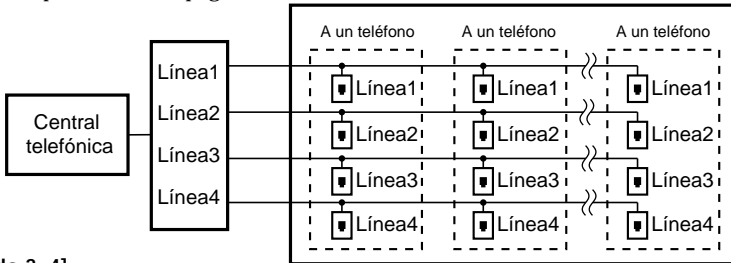 A un teléfono A un teléfono A un teléfono
Línea1
Línea2
Línea3
Línea4
Central
telefónica
Línea1 Línea1 Línea1
Línea2 Línea2 Línea2
Línea3 Línea3 Línea3
Línea4 Línea4 Línea4